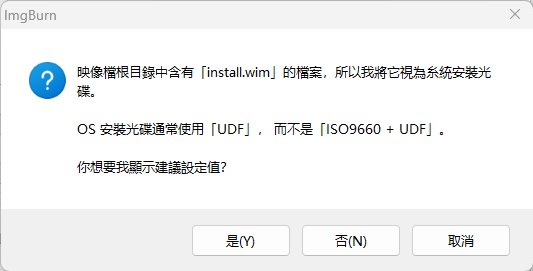 ImgBurn
映像檔根目錄中含有「install.wim」的檔案，所以我將它視為系統安裝光
碟。
OS 安裝光碟通常使用「UDF」，而不是「ISO9660 + UDF」。
你想要我顯示建議設定值?
是(Y)
否(N)
取消